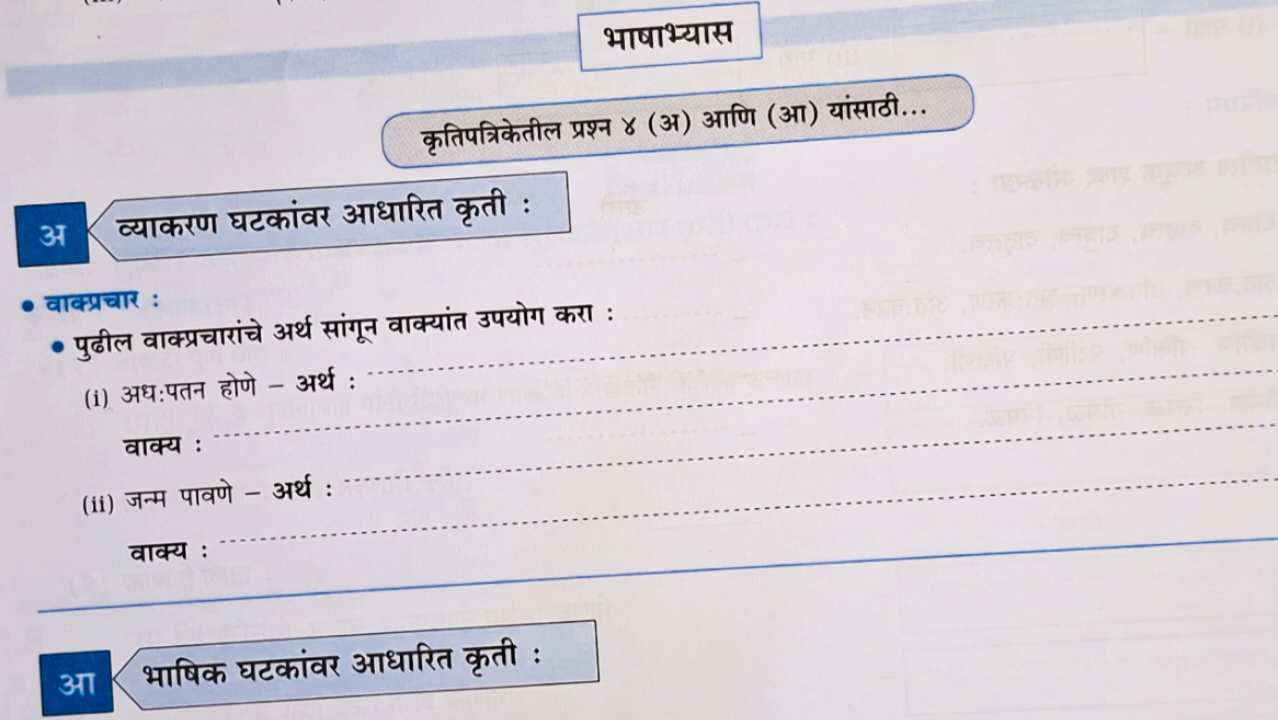 भाषाभ्यास
कृतिपत्रिकेतील प्रश्न ४ (अ) आणि (आ) यांसाठी...
अ व्याकरण घटकांवर आधारित कृती :
• वाक्प्रचार :
• पुढील वाक्प्रचारांचे अर्थ सांगून वाक्यांत उपयोग करा :
(i) अध:पतन होणे – अर्थ :
वाक्य :
(ii) जन्म पावणे – अर्थ :
वाक्य :
आ भाषिक घटकांवर आधारित कृती :